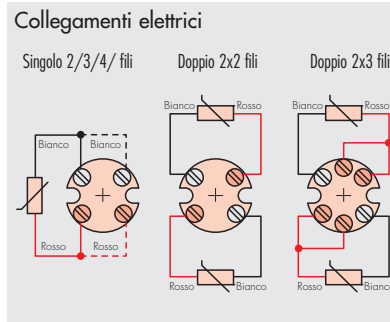 Collegamenti elettrici
Singolo 2/3/4/ fili
Doppio 2x2 fili
Doppio 2x3 fili
Bianco
Rosso
Bianco
Rosso
Bianco
Bianco
Rosso
Rosso
Rosso
Bianco
Rosso
Bianco